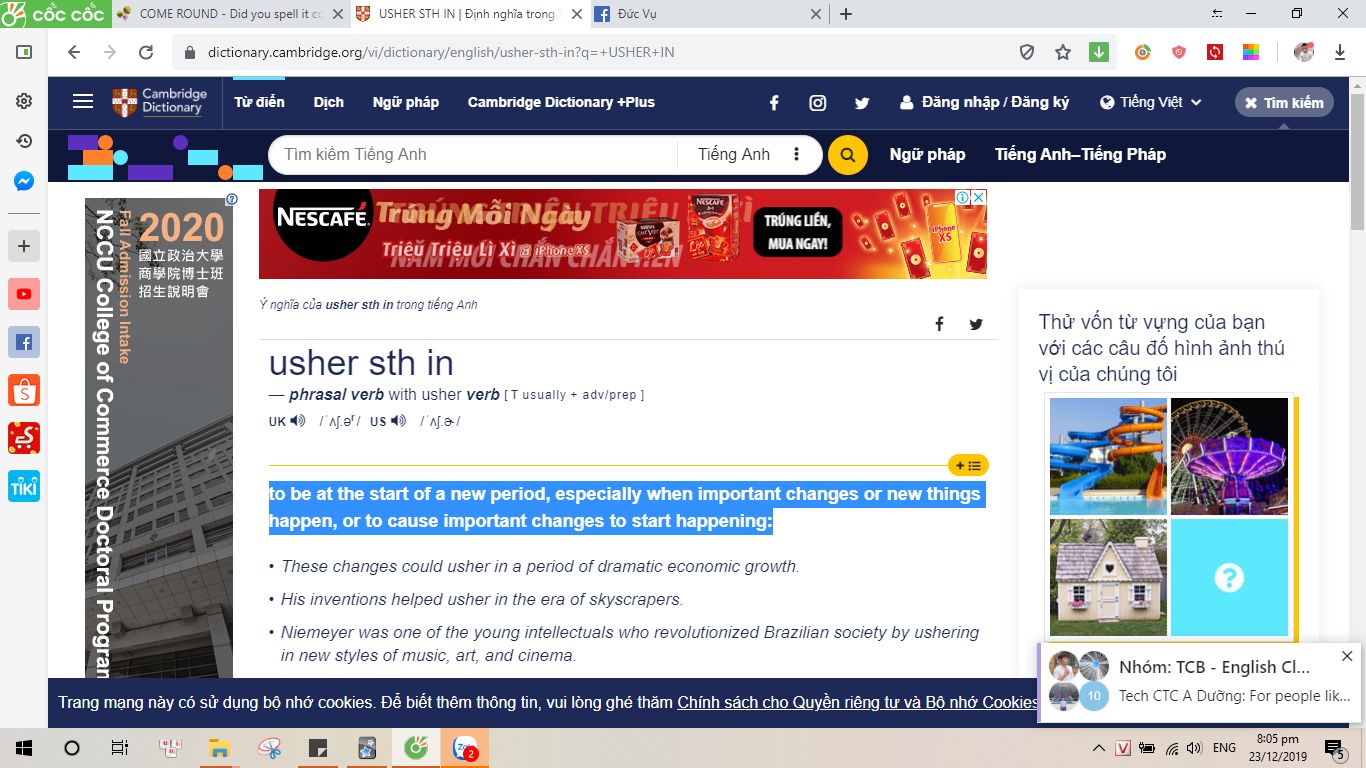 cốc cốc
COME ROUND - Did you spell it co
USHER STH IN | Định nghĩa trong T
Đức Vụ
dictionary.cambridge.org/vi/dictionary/english/usher-sth-in?q=+USHER+IN
Cambridge
Dictionary
Từ điển
Dịch
Ngữ pháp
Cambridge Dictionary +Plus
Đăng nhập / Đăng ký
Tiếng Việt
Tìm kiếm
Tìm kiếm Tiếng Anh
Tiếng Anh
Ngữ pháp
Tiếng Anh–Tiếng Pháp
2020
國立政治大學
商學院博士班
招生說明會
Fall Admission Intake
NCCU College of Commerce Doctoral Program
NESCAFÉ
Trúng Mỗi Ngày
Triệu Triệu Lì Xì @ iPhone XS
NĂM MỚI CHẮN CHẮN HÊN
TRÚNG LIỀN,
MUA NGAY!
iPhone
XS
Ý nghĩa của usher sth in trong tiếng Anh
usher sth in
— phrasal verb with usher verb [ T usually + adv/prep ]
UK /ˈʌʃ.ər/ US /ˈʌʃ.ɚ/
to be at the start of a new period, especially when important changes or new things
happen, or to cause important changes to start happening:
• These changes could usher in a period of dramatic economic growth.
• His inventions helped usher in the era of skyscrapers.
• Niemeyer was one of the young intellectuals who revolutionized Brazilian society by ushering
in new styles of music, art, and cinema.
Thử vốn từ vựng của bạn
với các câu đố hình ảnh thú
vị của chúng tôi
Trang mạng này có sử dụng bộ nhớ cookies. Để biết thêm thông tin, vui lòng ghé thăm Chính sách cho Quyền riêng tư và Bộ nhớ Cookies
Nhóm: TCB - English Cl...
10
Tech CTC A Dưỡng: For people lik...
TIKI
Zalo
2
ENG
8:05 pm
23/12/2019
5